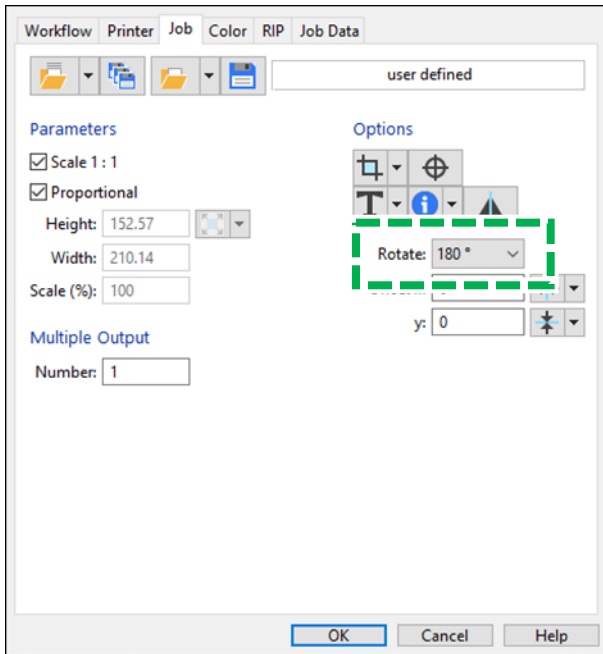 Workflow Printer Job Color RIP Job Data
user defined
Parameters
Options
Scale 1 : 1
Proportional
Height: 152.57
Width: 210.14
Scale (%): 100
Rotate: 180 °
y: 0
Multiple Output
Number: 1
OK Cancel Help